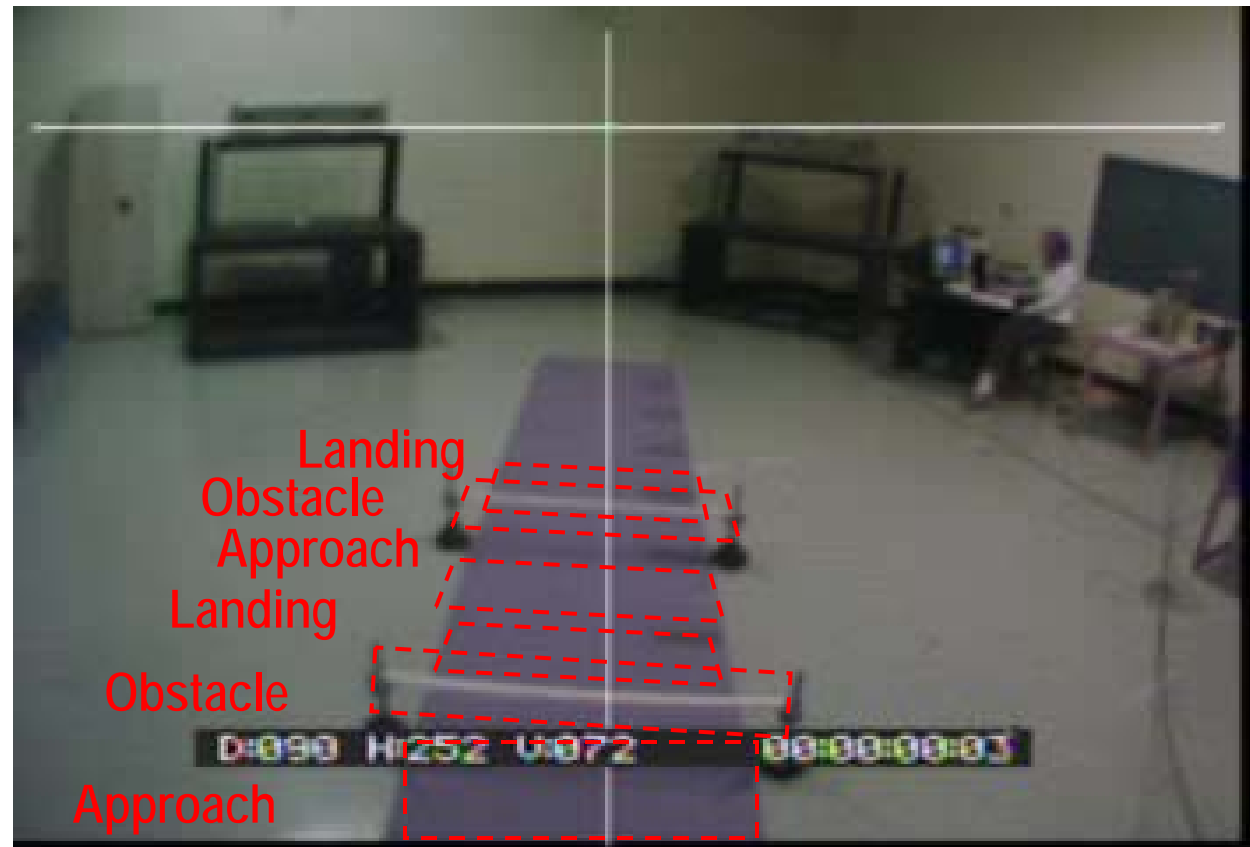 Landing
Obstacle
Approach
Landing
Obstacle
D:090 H:252 V:072 00:00:00:03
Approach